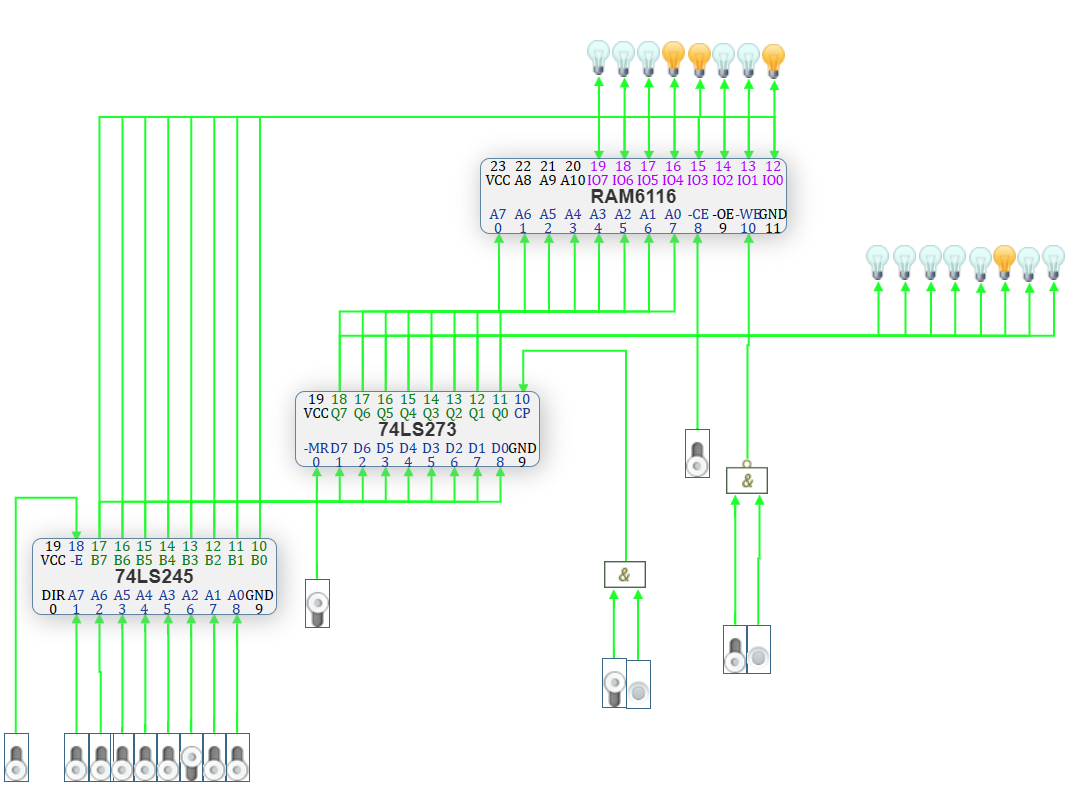 23 22 21 20 19 18 17 16 15 14 13 12
VCC A8 A9 A10 IO7 IO6 IO5 IO4 IO3 IO2 IO1 IO0
RAM6116
A7 A6 A5 A4 A3 A2 A1 A0 -CE -OE -WE GND
0 1 2 3 4 5 6 7 8 9 10 11
19 18 17 16 15 14 13 12 11 10
VCC Q7 Q6 Q5 Q4 Q3 Q2 Q1 Q0 CP
74LS273
-MR D7 D6 D5 D4 D3 D2 D1 D0 GND
0 1 2 3 4 5 6 7 8 9
&
19 18 17 16 15 14 13 12 11 10
VCC -E B7 B6 B5 B4 B3 B2 B1 B0
74LS245
DIR A7 A6 A5 A4 A3 A2 A1 A0 GND
0 1 2 3 4 5 6 7 8 9
&